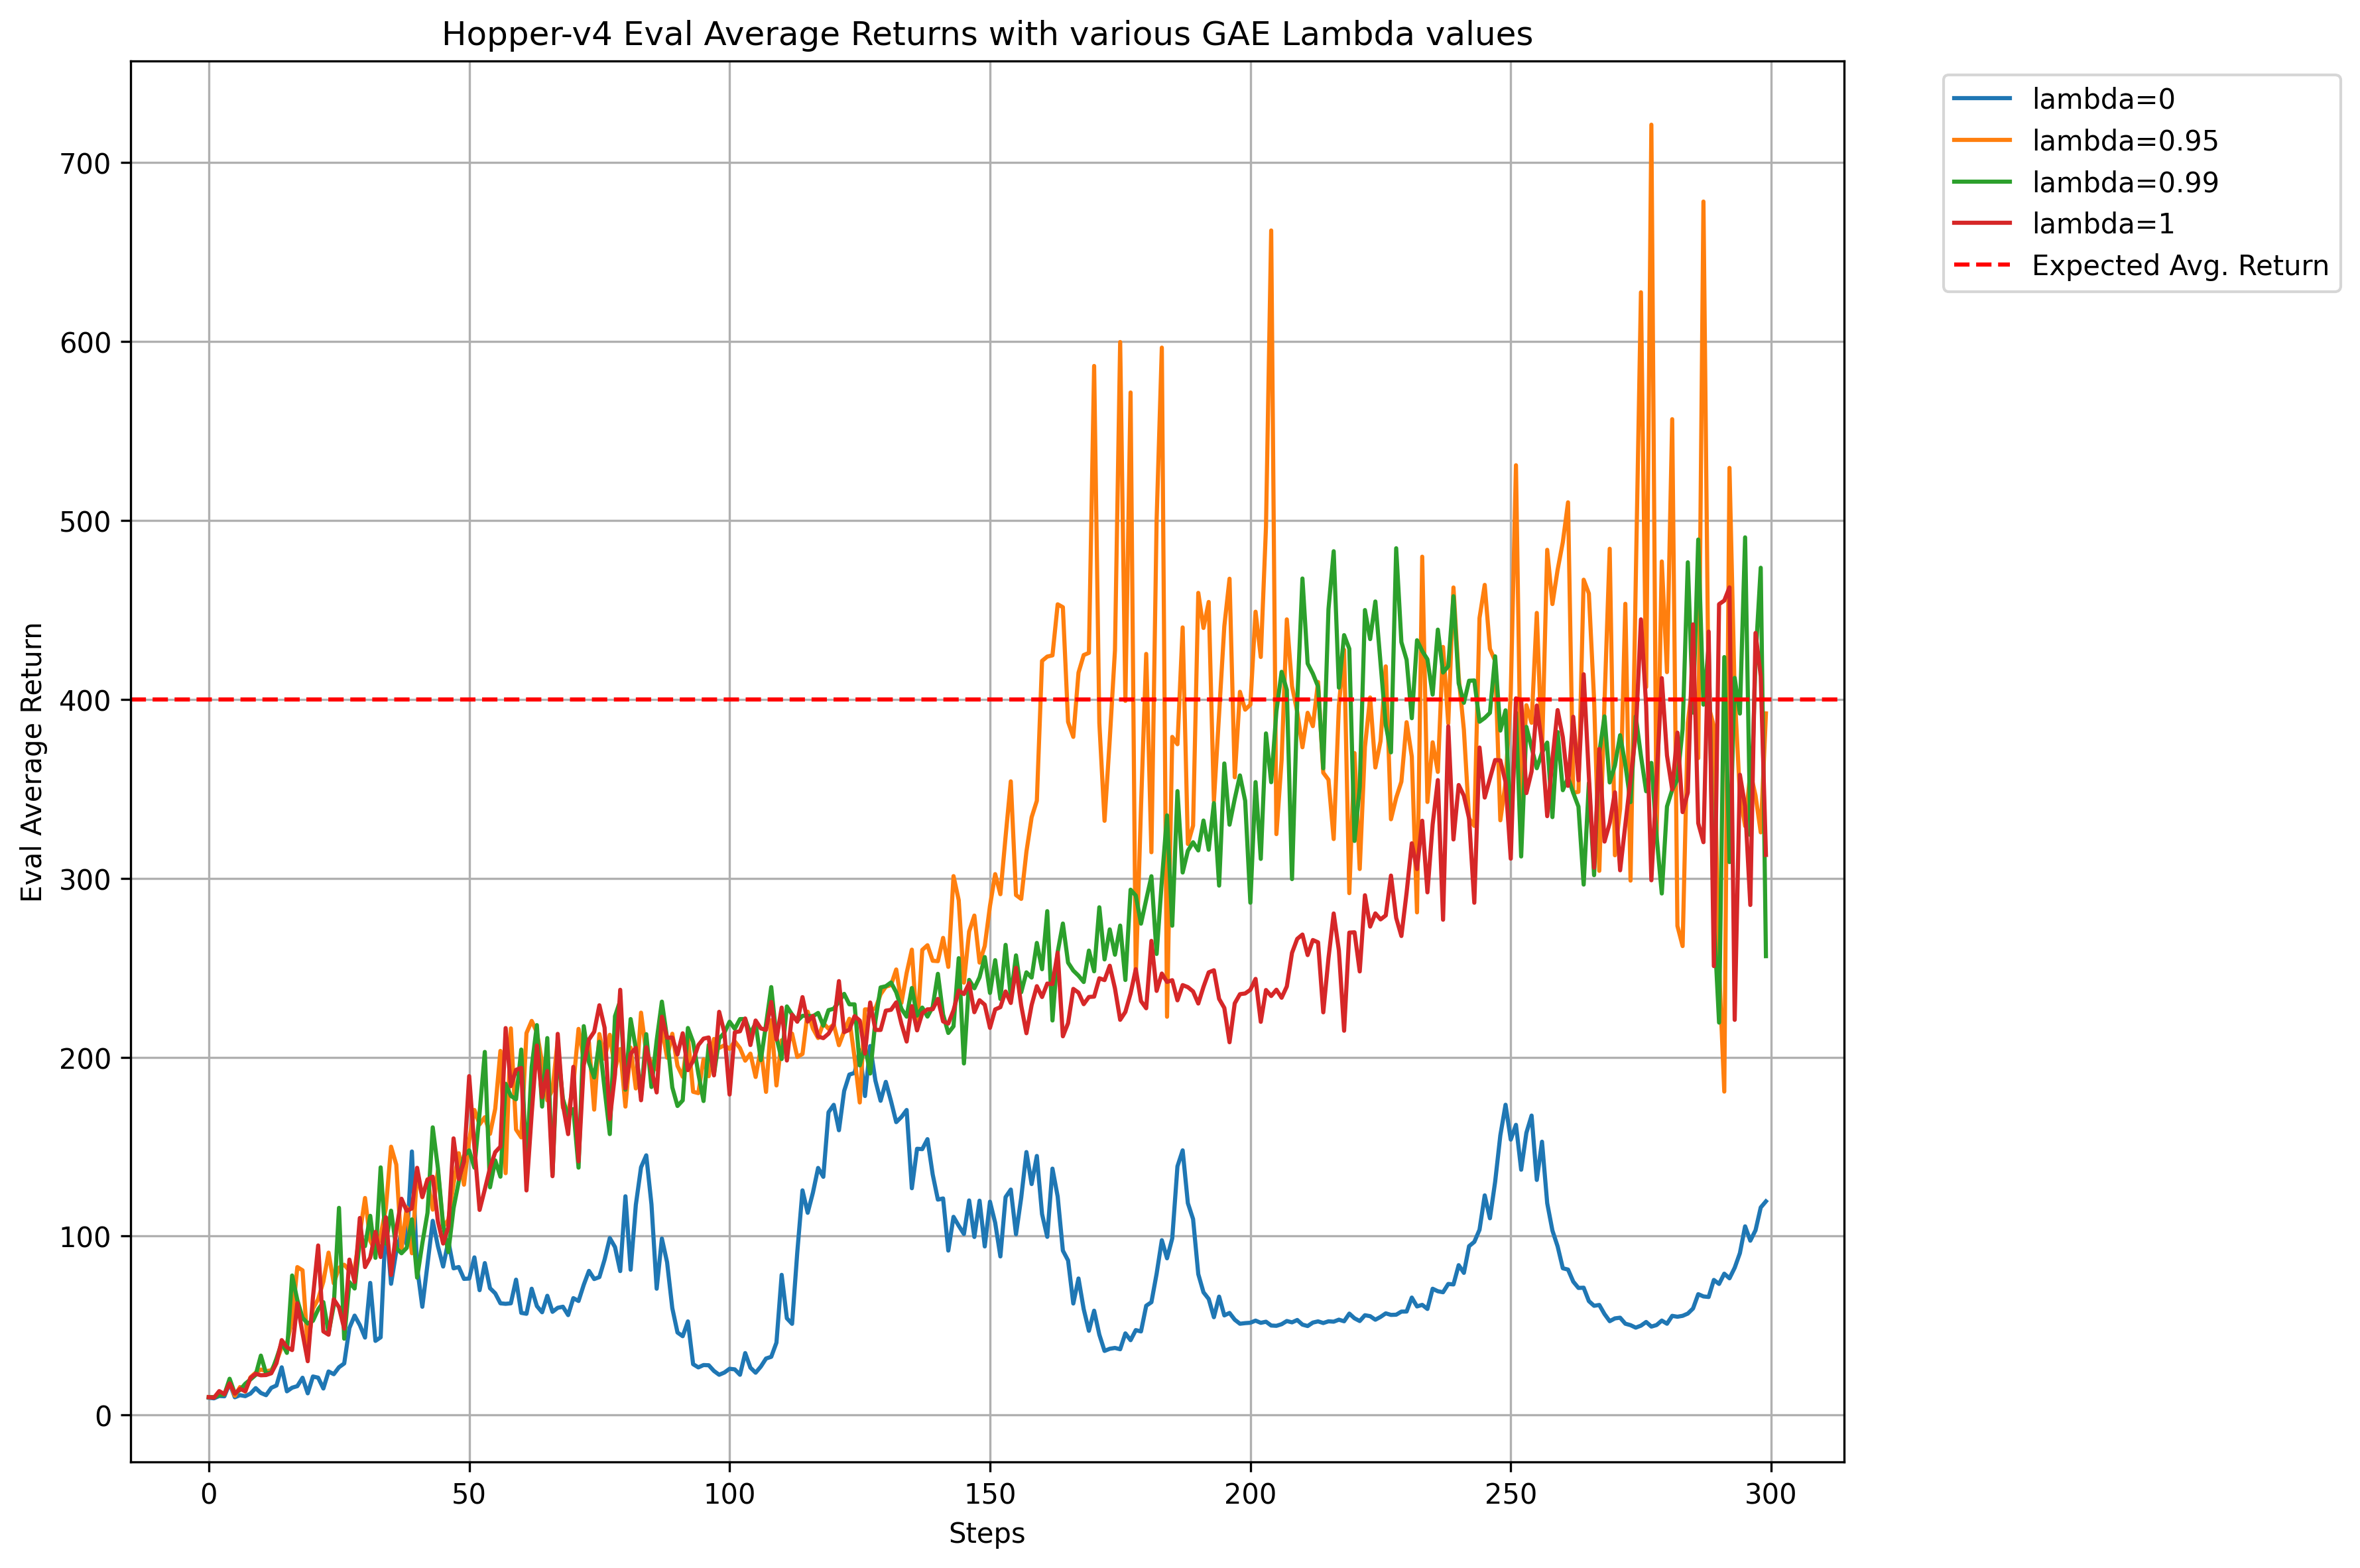 Hopper-v4 Eval Average Returns with various GAE Lambda values
lambda=0
lambda=0.95
lambda=0.99
lambda=1
Expected Avg. Return
Eval Average Return
700
600
500
400
300
200
100
0
0 50 100 150 200 250 300
Steps